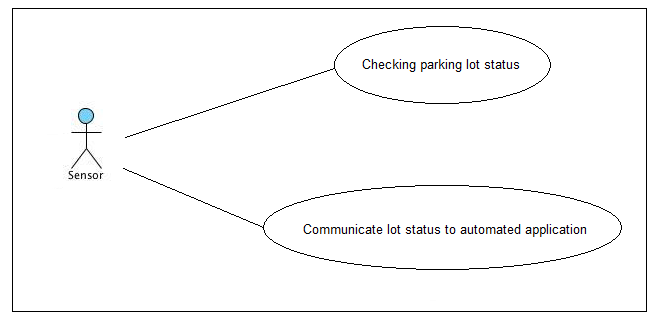 Checking parking lot status
Sensor
Communicate lot status to automated application